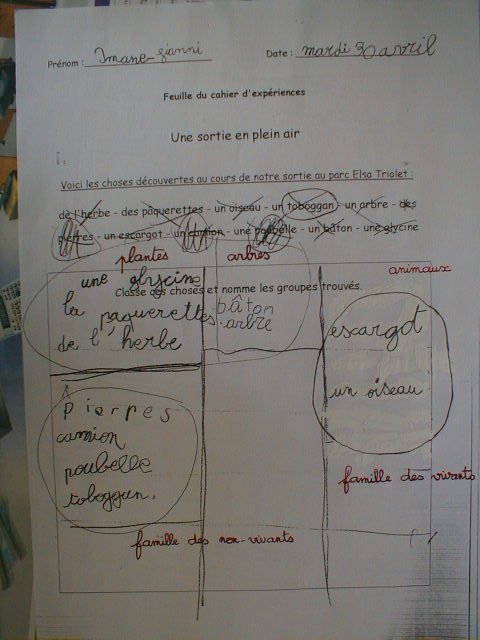 Prénom : Imane-gianni Date : mardi 30 avril
Feuille du cahier d'expériences
Une sortie en plein air
Voici les choses découvertes au cours de notre sortie au parc Elsa Triolet :
de l'herbe - des pâquerettes - un oiseau - un toboggan - un arbre - des
pierres - un escargot - un camion - une poubelle - un bâton - une glycine
plantes arbres animaux
une glycine
Classe ces choses et nomme les groupes trouvés.
la paquerettes bâton
de l'herbe arbre
escargot
un oiseau
pierres
camion
poubelle
toboggan.
famille des vivants
famille des non-vivants